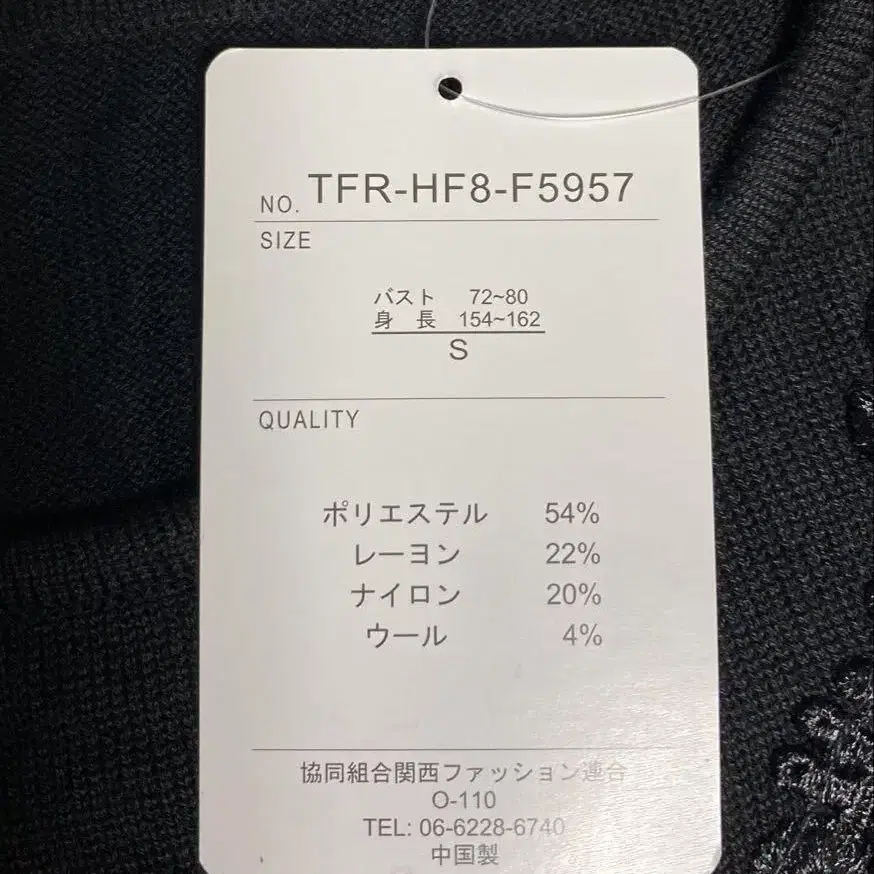 NO. TFR-HF8-F5957
SIZE
バスト 72~80
身 長 154~162
S
QUALITY
ポリエステル 54%
レーヨン 22%
ナイロン 20%
ウール 4%
協同組合関西ファッション連合
O-110
TEL: 06-6228-6740
中国製